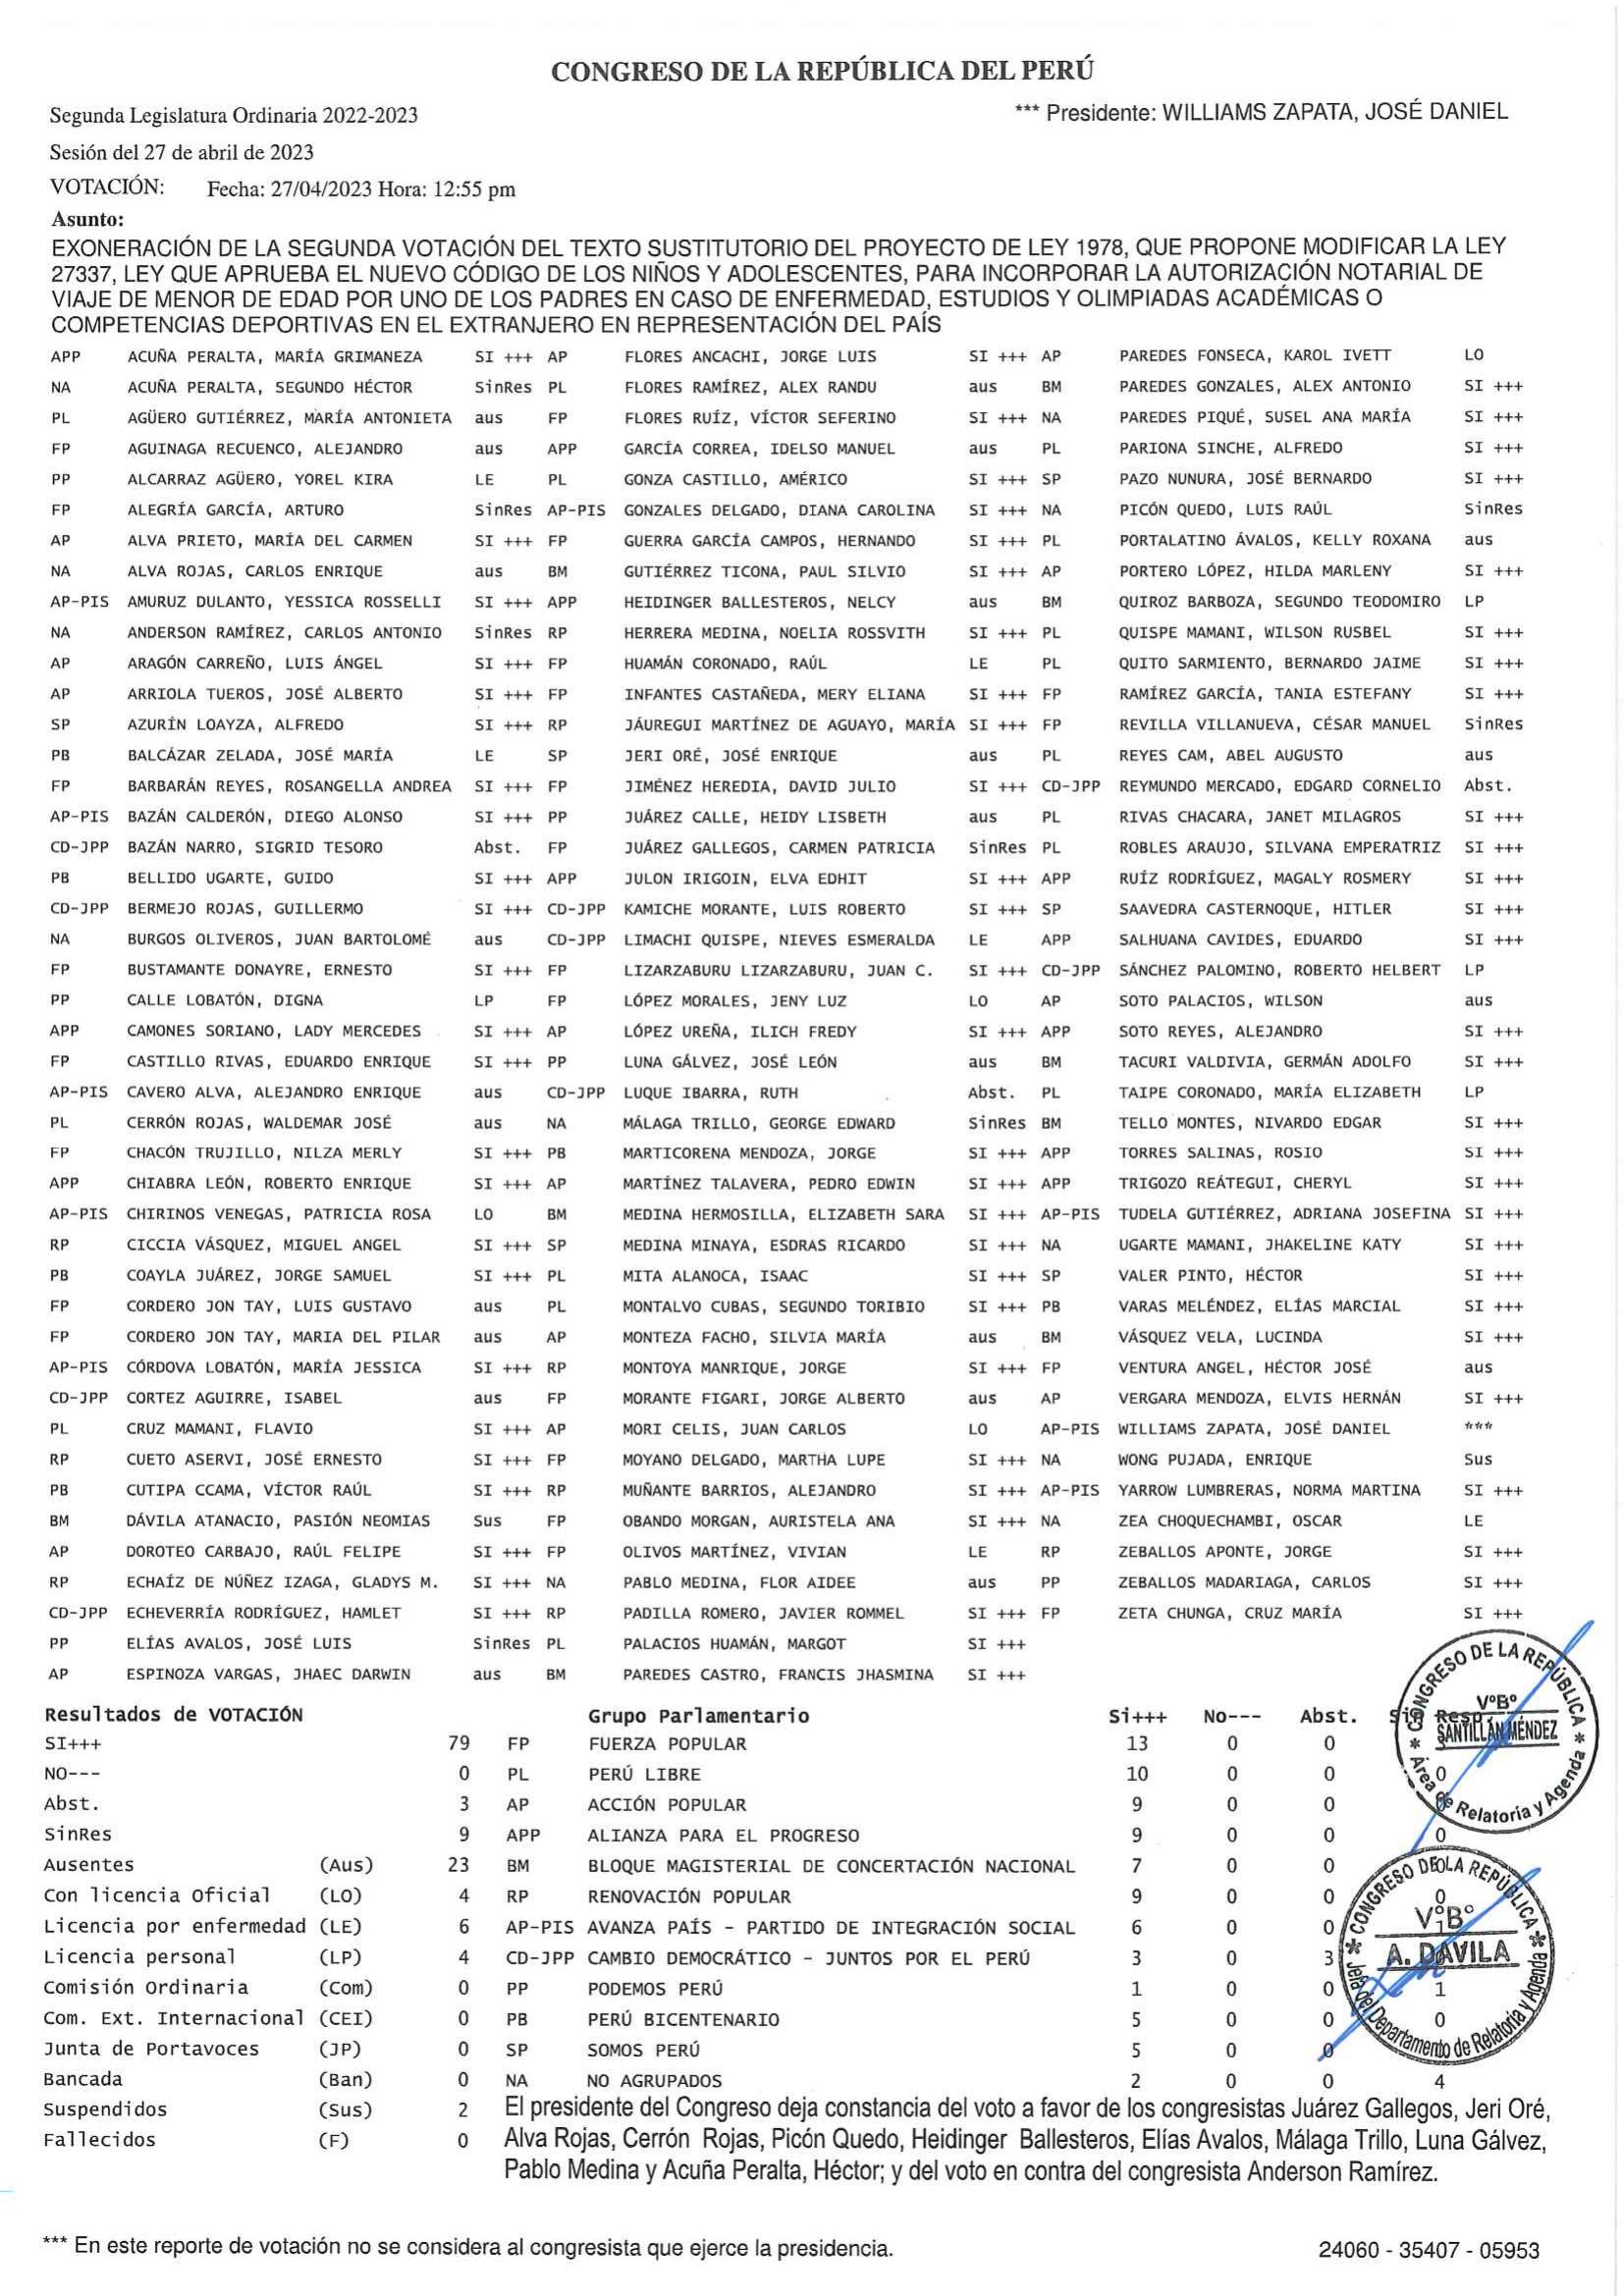 CONGRESO DE LA REPÚBLICA DEL PERÚ
Segunda Legislatura Ordinaria 2022-2023 *** Presidente: WILLIAMS ZAPATA, JOSÉ DANIEL
Sesión del 27 de abril de 2023
VOTACIÓN: Fecha: 27/04/2023 Hora: 12:55 pm
Asunto:
EXONERACIÓN DE LA SEGUNDA VOTACIÓN DEL TEXTO SUSTITUTORIO DEL PROYECTO DE LEY 1978, QUE PROPONE MODIFICAR LA LEY
27337, LEY QUE APRUEBA EL NUEVO CÓDIGO DE LOS NIÑOS Y ADOLESCENTES, PARA INCORPORAR LA AUTORIZACIÓN NOTARIAL DE
VIAJE DE MENOR DE EDAD POR UNO DE LOS PADRES EN CASO DE ENFERMEDAD, ESTUDIOS Y OLIMPIADAS ACADÉMICAS O
COMPETENCIAS DEPORTIVAS EN EL EXTRANJERO EN REPRESENTACIÓN DEL PAÍS
APP ACUÑA PERALTA, MARÍA GRIMANEZA SI +++ AP FLORES ANCACHI, JORGE LUIS SI +++ AP PAREDES FONSECA, KAROL IVETT LO
NA ACUÑA PERALTA, SEGUNDO HÉCTOR SinRes PL FLORES RAMÍREZ, ALEX RANDU aus BM PAREDES GONZALES, ALEX ANTONIO SI +++
PL AGÜERO GUTIÉRREZ, MARÍA ANTONIETA aus FP FLORES RUÍZ, VÍCTOR SEFERINO SI +++ NA PAREDES PIQUÉ, SUSEL ANA MARÍA SI +++
FP AGUINAGA RECUENCO, ALEJANDRO aus APP GARCÍA CORREA, IDELSO MANUEL aus PL PARIONA SINCHE, ALFREDO SI +++
PP ALCARRAZ AGÜERO, YOREL KIRA LE PL GONZA CASTILLO, AMÉRICO SI +++ SP PAZO NUNURA, JOSÉ BERNARDO SI +++
FP ALEGRÍA GARCÍA, ARTURO SinRes AP-PIS GONZALES DELGADO, DIANA CAROLINA SI +++ NA PICÓN QUEDO, LUIS RAÚL SinRes
AP ALVA PRIETO, MARÍA DEL CARMEN SI +++ FP GUERRA GARCÍA CAMPOS, HERNANDO SI +++ PL PORTALATINO ÁVALOS, KELLY ROXANA aus
NA ALVA ROJAS, CARLOS ENRIQUE aus BM GUTIÉRREZ TICONA, PAUL SILVIO SI +++ AP PORTERO LÓPEZ, HILDA MARLENY SI +++
AP-PIS AMURUZ DULANTO, YESSICA ROSSELLI SI +++ APP HEIDINGER BALLESTEROS, NELCY aus BM QUIROZ BARBOZA, SEGUNDO TEODOMIRO LP
NA ANDERSON RAMÍREZ, CARLOS ANTONIO SinRes RP HERRERA MEDINA, NOELIA ROSSVITH SI +++ PL QUISPE MAMANI, WILSON RUSBEL SI +++
AP ARAGÓN CARREÑO, LUIS ÁNGEL SI +++ FP HUAMÁN CORONADO, RAÚL LE PL QUITO SARMIENTO, BERNARDO JAIME SI +++
AP ARRIOLA TUEROS, JOSÉ ALBERTO SI +++ FP INFANTES CASTAÑEDA, MERY ELIANA SI +++ FP RAMÍREZ GARCÍA, TANIA ESTEFANY SI +++
SP AZURÍN LOAYZA, ALFREDO SI +++ RP JÁUREGUI MARTÍNEZ DE AGUAYO, MARÍA SI +++ FP REVILLA VILLANUEVA, CÉSAR MANUEL SinRes
PB BALCÁZAR ZELADA, JOSÉ MARÍA LE SP JERI ORÉ, JOSÉ ENRIQUE aus PL REYES CAM, ABEL AUGUSTO aus
FP BARBARÁN REYES, ROSANGELLA ANDREA SI +++ FP JIMÉNEZ HEREDIA, DAVID JULIO SI +++ CD-JPP REYMUNDO MERCADO, EDGARD CORNELIO Abst.
AP-PIS BAZÁN CALDERÓN, DIEGO ALONSO SI +++ PP JUÁREZ CALLE, HEIDY LISBETH aus PL RIVAS CHACARA, JANET MILAGROS SI +++
CD-JPP BAZÁN NARRO, SIGRID TESORO Abst. FP JUÁREZ GALLEGOS, CARMEN PATRICIA SinRes PL ROBLES ARAUJO, SILVANA EMPERATRIZ SI +++
PB BELLIDO UGARTE, GUIDO SI +++ APP JULON IRIGOIN, ELVA EDHIT SI +++ APP RUÍZ RODRÍGUEZ, MAGALY ROSMERY SI +++
CD-JPP BERMEJO ROJAS, GUILLERMO SI +++ CD-JPP KAMICHE MORANTE, LUIS ROBERTO SI +++ SP SAAVEDRA CASTERNOQUE, HITLER SI +++
NA BURGOS OLIVEROS, JUAN BARTOLOMÉ aus CD-JPP LIMACHI QUISPE, NIEVES ESMERALDA LE APP SALHUANA CAVIDES, EDUARDO SI +++
FP BUSTAMANTE DONAYRE, ERNESTO SI +++ FP LIZARZABURU LIZARZABURU, JUAN C. SI +++ CD-JPP SÁNCHEZ PALOMINO, ROBERTO HELBERT LP
PP CALLE LOBATÓN, DIGNA LP FP LÓPEZ MORALES, JENY LUZ LO AP SOTO PALACIOS, WILSON aus
APP CAMONES SORIANO, LADY MERCEDES SI +++ AP LÓPEZ UREÑA, ILICH FREDY SI +++ APP SOTO REYES, ALEJANDRO SI +++
FP CASTILLO RIVAS, EDUARDO ENRIQUE SI +++ PP LUNA GÁLVEZ, JOSÉ LEÓN aus BM TACURI VALDIVIA, GERMÁN ADOLFO SI +++
AP-PIS CAVERO ALVA, ALEJANDRO ENRIQUE aus CD-JPP LUQUE IBARRA, RUTH Abst. PL TAIPE CORONADO, MARÍA ELIZABETH LP
PL CERRÓN ROJAS, WALDEMAR JOSÉ aus NA MÁLAGA TRILLO, GEORGE EDWARD SinRes BM TELLO MONTES, NIVARDO EDGAR SI +++
FP CHACÓN TRUJILLO, NILZA MERLY SI +++ PB MARTICORENA MENDOZA, JORGE SI +++ APP TORRES SALINAS, ROSIO SI +++
APP CHIABRA LEÓN, ROBERTO ENRIQUE SI +++ AP MARTÍNEZ TALAVERA, PEDRO EDWIN SI +++ APP TRIGOZO REÁTEGUI, CHERYL SI +++
AP-PIS CHIRINOS VENEGAS, PATRICIA ROSA LO BM MEDINA HERMOSILLA, ELIZABETH SARA SI +++ AP-PIS TUDELA GUTIÉRREZ, ADRIANA JOSEFINA SI +++
RP CICCIA VÁSQUEZ, MIGUEL ANGEL SI +++ SP MEDINA MINAYA, ESDRAS RICARDO SI +++ NA UGARTE MAMANI, JHAKELINE KATY SI +++
PB COAYLA JUÁREZ, JORGE SAMUEL SI +++ PL MITA ALANOCA, ISAAC SI +++ SP VALER PINTO, HÉCTOR SI +++
FP CORDERO JON TAY, LUIS GUSTAVO aus PL MONTALVO CUBAS, SEGUNDO TORIBIO SI +++ PB VARAS MELÉNDEZ, ELÍAS MARCIAL SI +++
FP CORDERO JON TAY, MARIA DEL PILAR aus AP MONTEZA FACHO, SILVIA MARÍA aus BM VÁSQUEZ VELA, LUCINDA SI +++
AP-PIS CÓRDOVA LOBATÓN, MARÍA JESSICA SI +++ RP MONTOYA MANRIQUE, JORGE SI +++ FP VENTURA ANGEL, HÉCTOR JOSÉ aus
CD-JPP CORTEZ AGUIRRE, ISABEL aus FP MORANTE FIGARI, JORGE ALBERTO aus AP VERGARA MENDOZA, ELVIS HERNÁN SI +++
PL CRUZ MAMANI, FLAVIO SI +++ AP MORI CELIS, JUAN CARLOS LO AP-PIS WILLIAMS ZAPATA, JOSÉ DANIEL ***
RP CUETO ASERVI, JOSÉ ERNESTO SI +++ FP MOYANO DELGADO, MARTHA LUPE SI +++ NA WONG PUJADA, ENRIQUE Sus
PB CUTIPA CCAMA, VÍCTOR RAÚL SI +++ RP MUÑANTE BARRIOS, ALEJANDRO SI +++ AP-PIS YARROW LUMBRERAS, NORMA MARTINA SI +++
BM DÁVILA ATANACIO, PASIÓN NEOMIAS Sus FP OBANDO MORGAN, AURISTELA ANA SI +++ NA ZEA CHOQUECHAMBI, OSCAR LE
AP DOROTEO CARBAJO, RAÚL FELIPE SI +++ FP OLIVOS MARTÍNEZ, VIVIAN LE RP ZEBALLOS APONTE, JORGE SI +++
RP ECHAÍZ DE NÚÑEZ IZAGA, GLADYS M. SI +++ NA PABLO MEDINA, FLOR AIDEE aus PP ZEBALLOS MADARIAGA, CARLOS SI +++
CD-JPP ECHEVERRÍA RODRÍGUEZ, HAMLET SI +++ RP PADILLA ROMERO, JAVIER ROMMEL SI +++ FP ZETA CHUNGA, CRUZ MARÍA SI +++
PP ELÍAS AVALOS, JOSÉ LUIS SinRes PL PALACIOS HUAMÁN, MARGOT SI +++
AP ESPINOZA VARGAS, JHAEC DARWIN aus BM PAREDES CASTRO, FRANCIS JHASMINA SI +++
Resultados de VOTACIÓN Grupo Parlamentario Si+++ No--- Abst. Sin Resp.
SI+++ 79 FP FUERZA POPULAR 13 0 0
NO--- 0 PL PERÚ LIBRE 10 0 0 0
Abst. 3 AP ACCIÓN POPULAR 9 0 0 0
SinRes 9 APP ALIANZA PARA EL PROGRESO 9 0 0 0
Ausentes (Aus) 23 BM BLOQUE MAGISTERIAL DE CONCERTACIÓN NACIONAL 7 0 0 0
Con licencia Oficial (LO) 4 RP RENOVACIÓN POPULAR 9 0 0 0
Licencia por enfermedad (LE) 6 AP-PIS AVANZA PAÍS - PARTIDO DE INTEGRACIÓN SOCIAL 6 0 0
Licencia personal (LP) 4 CD-JPP CAMBIO DEMOCRÁTICO - JUNTOS POR EL PERÚ 3 0 3
Comisión Ordinaria (Com) 0 PP PODEMOS PERÚ 1 0 0 1
Com. Ext. Internacional (CEI) 0 PB PERÚ BICENTENARIO 5 0 0 0
Junta de Portavoces (JP) 0 SP SOMOS PERÚ 5 0 0
Bancada (Ban) 0 NA NO AGRUPADOS 2 0 0 4
Suspendidos (Sus) 2
Fallecidos (F) 0
CONGRESO DE LA REPÚBLICA
VºBº
SANTILLÁN MÉNDEZ
Área de Relatoría y Agenda
CONGRESO DE LA REPÚBLICA
VºBº
A. DAVILA
Jefa del Departamento de Relatoría y Agenda
El presidente del Congreso deja constancia del voto a favor de los congresistas Juárez Gallegos, Jeri Oré,
Alva Rojas, Cerrón Rojas, Picón Quedo, Heidinger Ballesteros, Elías Avalos, Málaga Trillo, Luna Gálvez,
Pablo Medina y Acuña Peralta, Héctor; y del voto en contra del congresista Anderson Ramírez.
*** En este reporte de votación no se considera al congresista que ejerce la presidencia. 24060 - 35407 - 05953